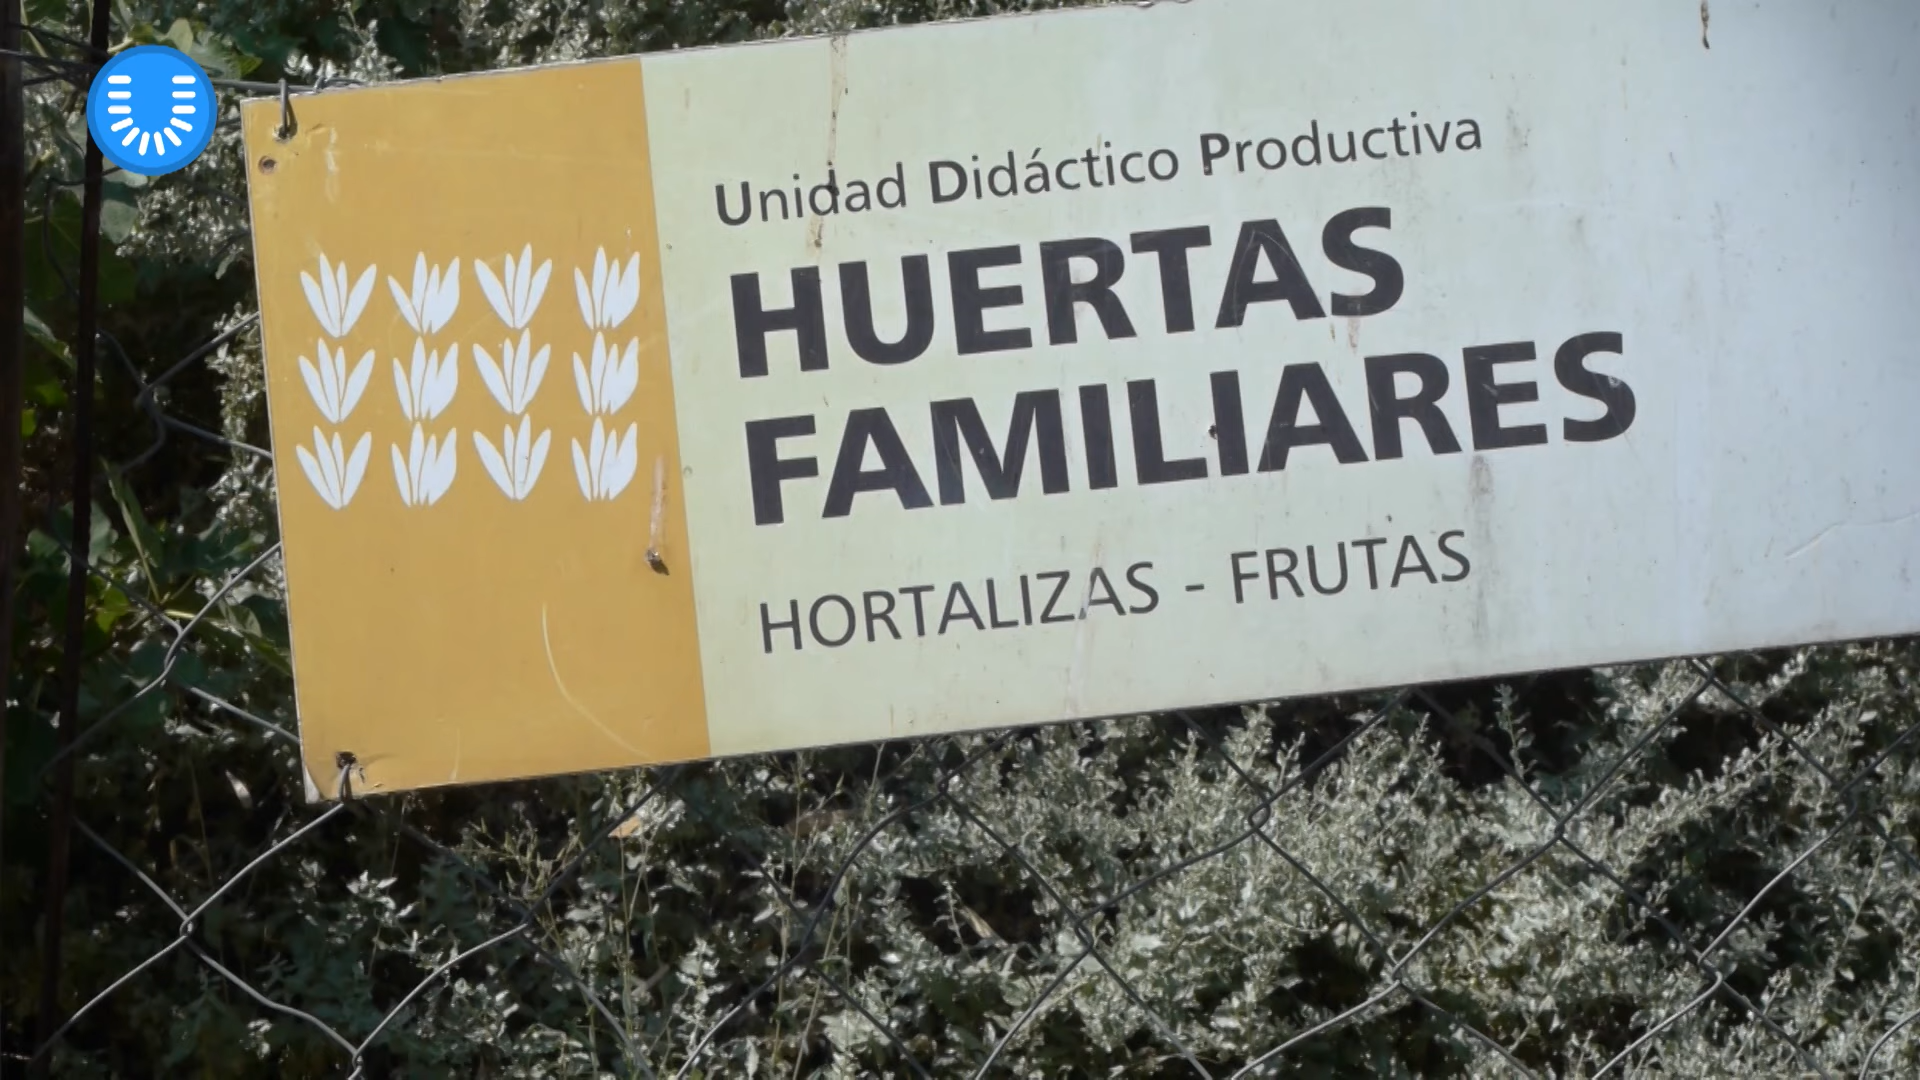 Unidad Didáctico Productiva
HUERTAS
FAMILIARES
HORTALIZAS - FRUTAS